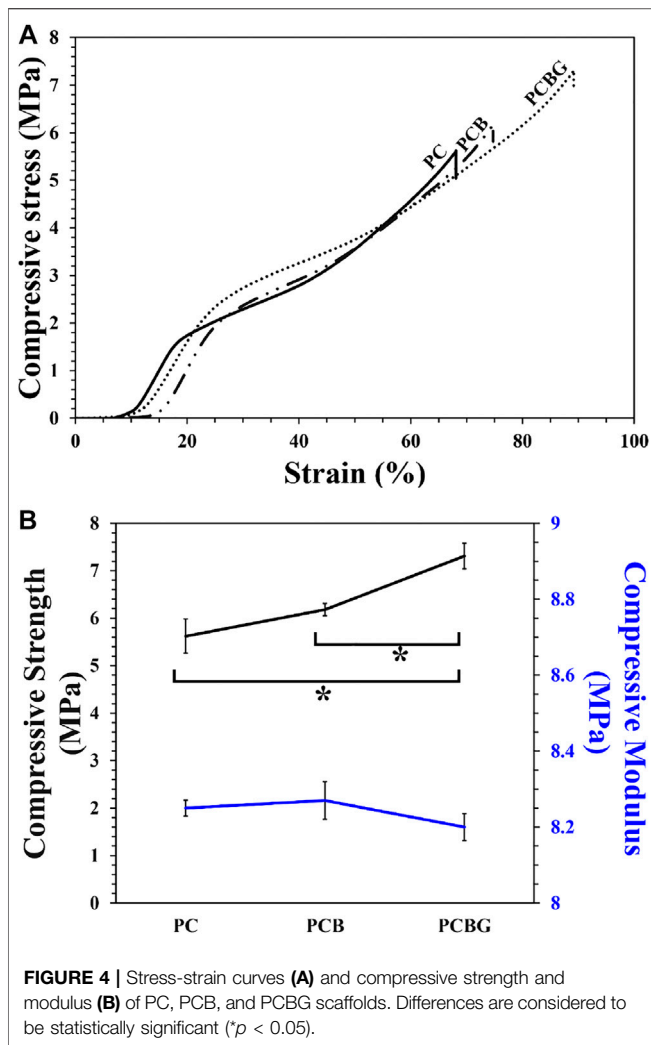 A
Compressive stress (MPa)
8
7
6
5
4
3
2
1
0
PC
PCB
PCBG
0 20 40 60 80 100
Strain (%)
B
Compressive Strength
(MPa)
8
7
6
5
4
3
2
1
0
*
*
9
8.8
8.6
8.4
8.2
8
Compressive Modulus
(MPa)
PC PCB PCBG
FIGURE 4 | Stress-strain curves (A) and compressive strength and
modulus (B) of PC, PCB, and PCBG scaffolds. Differences are considered to
be statistically significant (*p < 0.05).